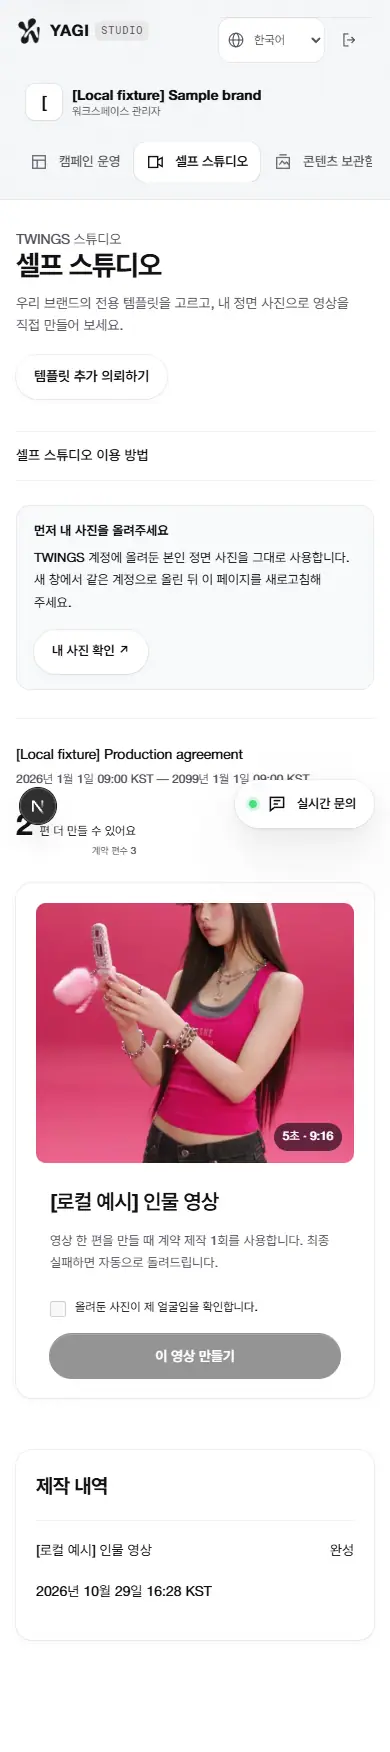 YAGI STUDIO
한국어
[
[Local fixture] Sample brand
워크스페이스 관리자
캠페인 운영
셀프 스튜디오
콘텐츠 보관함
TWINGS 스튜디오
셀프 스튜디오
우리 브랜드의 전용 템플릿을 고르고, 내 정면 사진으로 영상을
직접 만들어 보세요.
템플릿 추가 의뢰하기
셀프 스튜디오 이용 방법
먼저 내 사진을 올려주세요
TWINGS 계정에 올려둔 본인 정면 사진을 그대로 사용합니다.
새 창에서 같은 계정으로 올린 뒤 이 페이지를 새로고침해
주세요.
내 사진 확인 ↗
[Local fixture] Production agreement
2026년 1월 1일 09:00 KST — 2099년 1월 1일 09:00 KST
N
실시간 문의
2 편 더 만들 수 있어요
계약 편수 3
5초 · 9:16
[로컬 예시] 인물 영상
영상 한 편을 만들 때 계약 제작 1회를 사용합니다. 최종
실패하면 자동으로 돌려드립니다.
올려둔 사진이 제 얼굴임을 확인합니다.
이 영상 만들기
제작 내역
[로컬 예시] 인물 영상
완성
2026년 10월 29일 16:28 KST